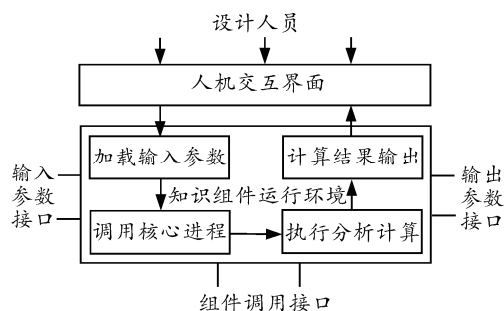 设计人员
人机交互界面
加载输入参数
计算结果输出
输入
参数
接口
知识组件运行环境
输出
参数
接口
调用核心进程
执行分析计算
组件调用接口